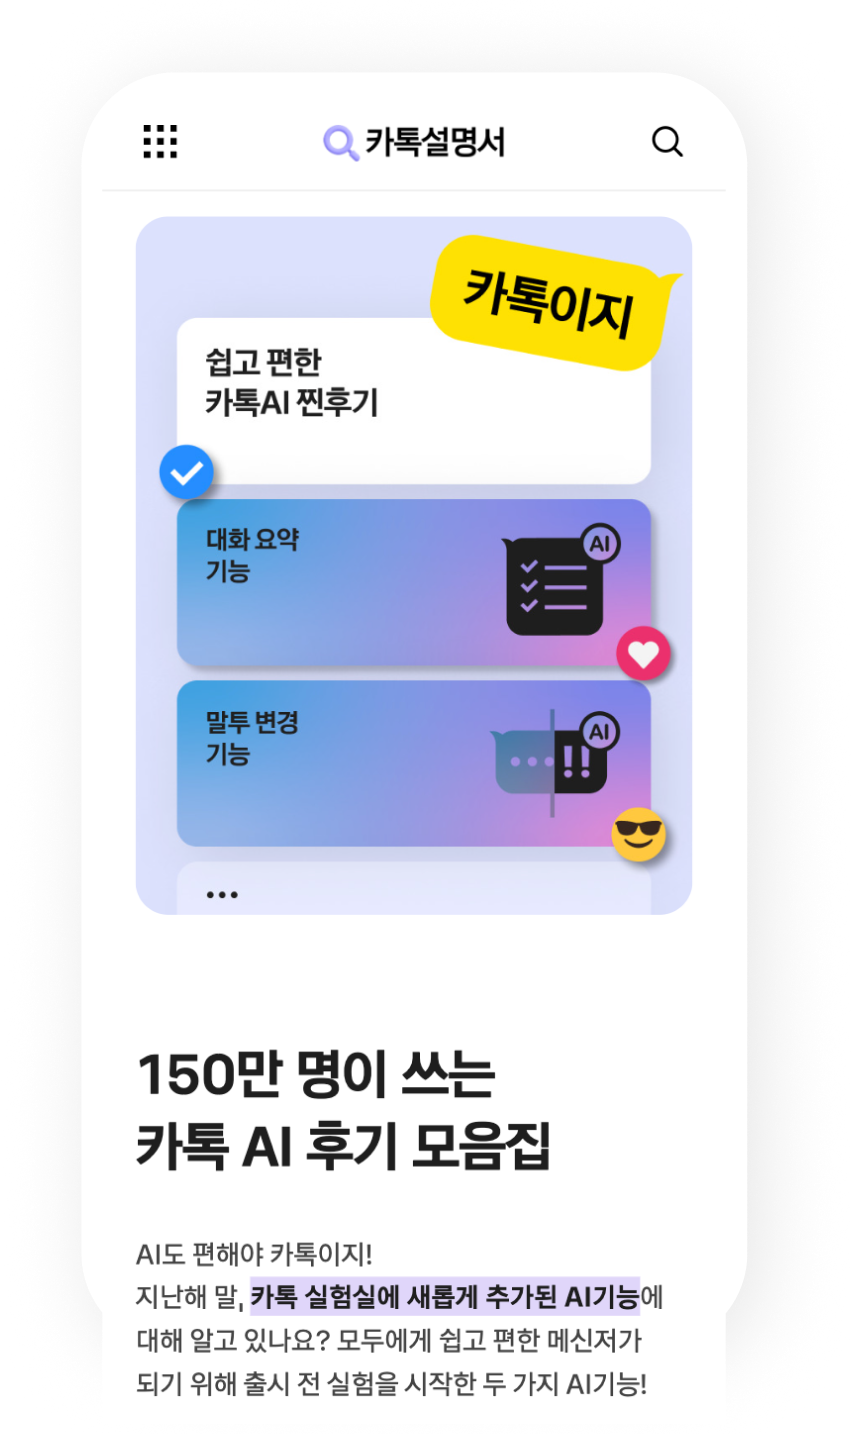 카톡설명서
카톡이지
쉽고 편한
카톡AI 찐후기
대화 요약
기능
AI
말투 변경
기능
AI
!!
...
150만 명이 쓰는
카톡 AI 후기 모음집
AI도 편해야 카톡이지!
지난해 말, 카톡 실험실에 새롭게 추가된 AI기능에
대해 알고 있나요? 모두에게 쉽고 편한 메신저가
되기 위해 출시 전 실험을 시작한 두 가지 AI기능!